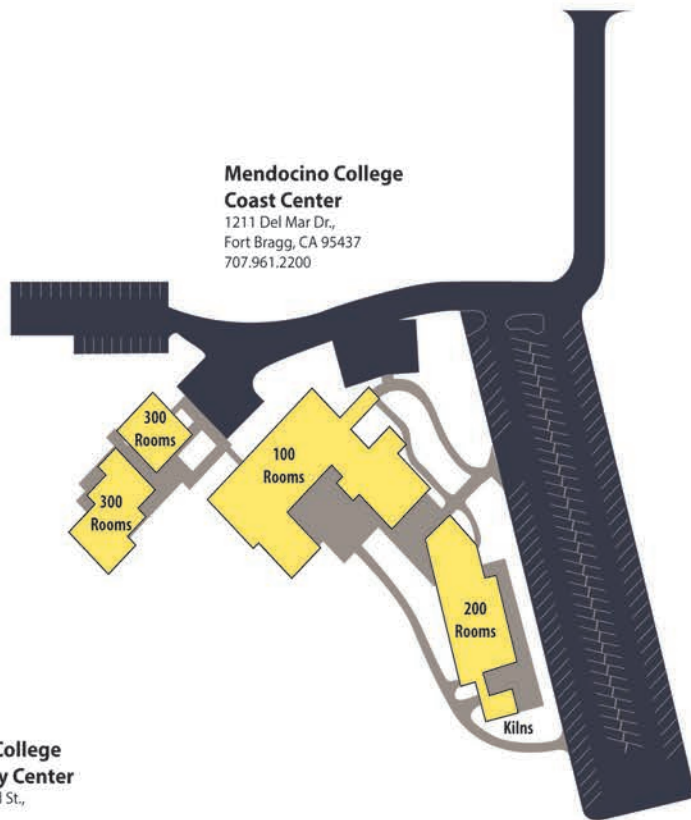 Mendocino College
Coast Center
1211 Del Mar Dr.,
Fort Bragg, CA 95437
707.961.2200
300
Rooms
100
Rooms
300
Rooms
200
Rooms
Kilns
College
Center
St.,